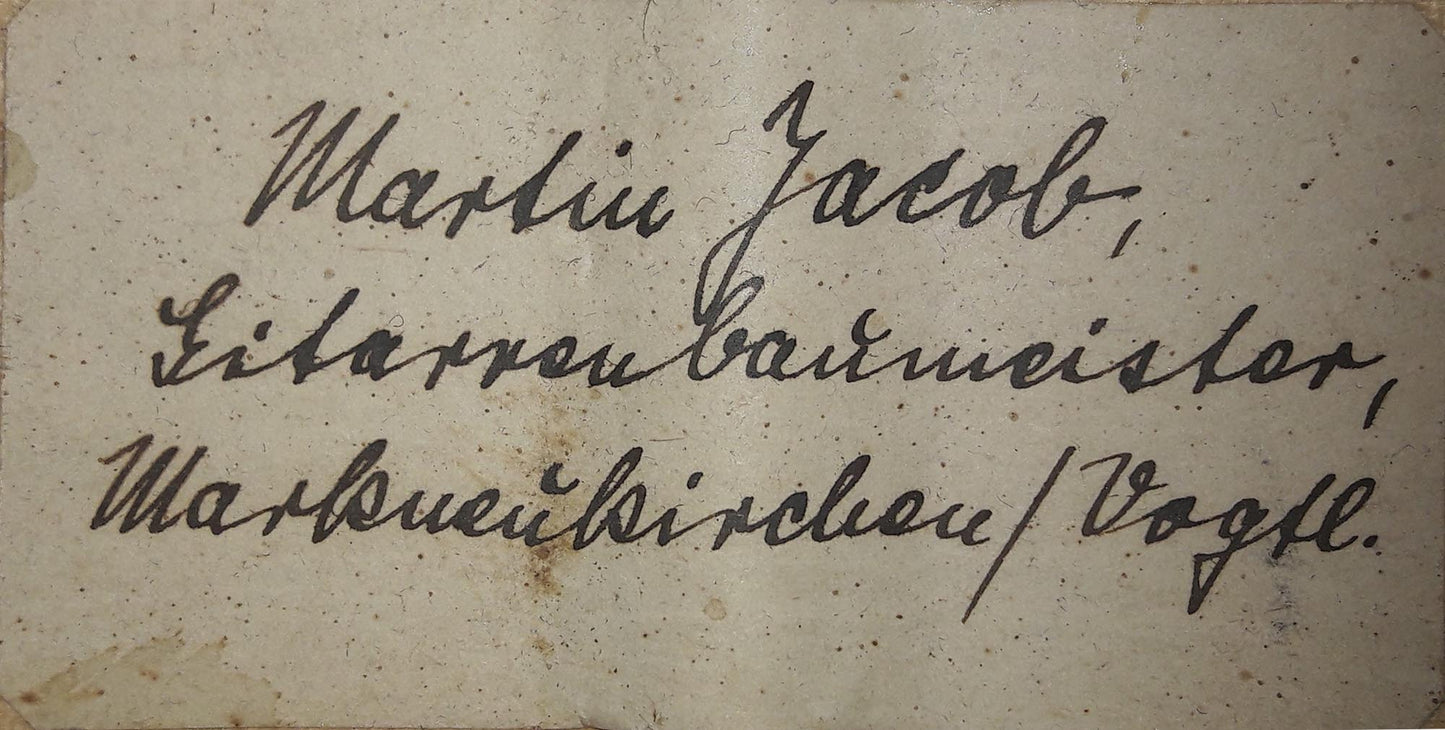 Martin Jacob,
Gitarrenbaumeister,
Markneukirchen/Vogtl.